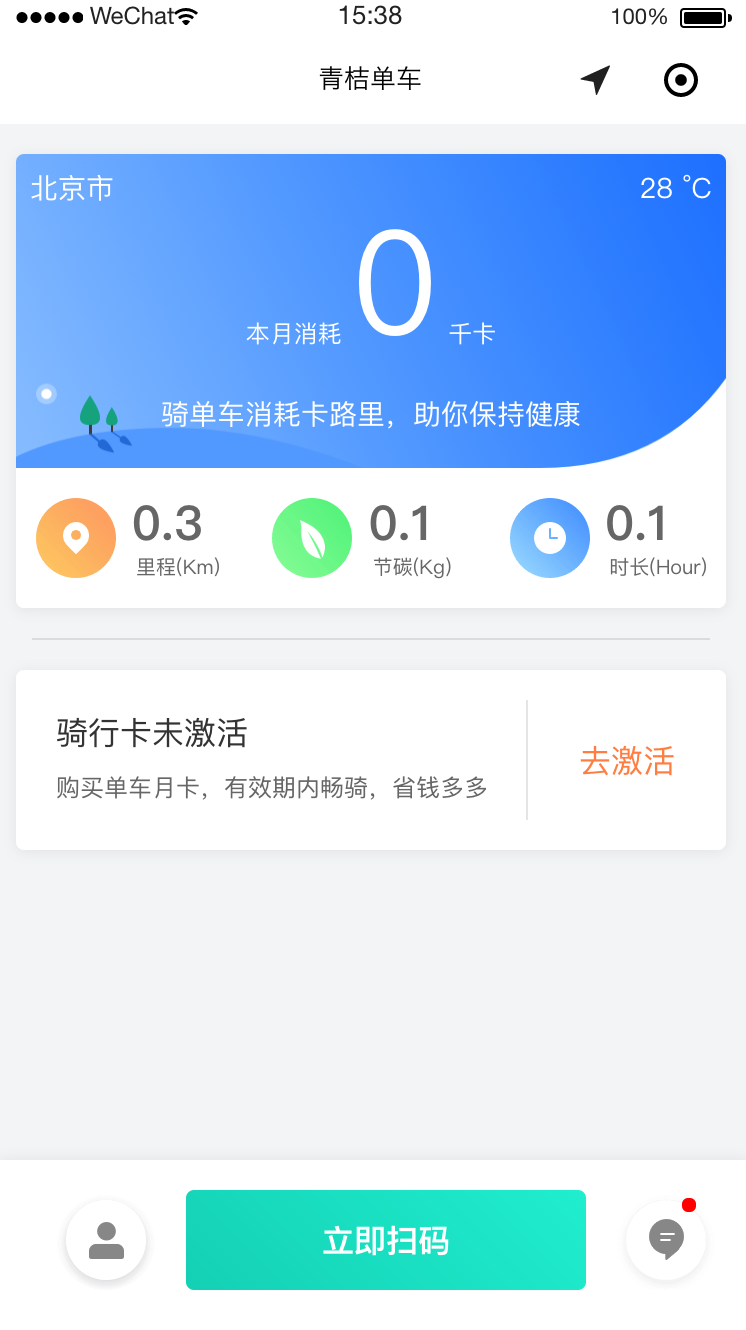 WeChat 15:38 100%
青桔单车
北京市 28 °C
本月消耗 0 千卡
骑单车消耗卡路里，助你保持健康
0.3 0.1 0.1
里程(Km) 节碳(Kg) 时长(Hour)
骑行卡未激活
购买单车月卡，有效期内畅骑，省钱多多
去激活
立即扫码